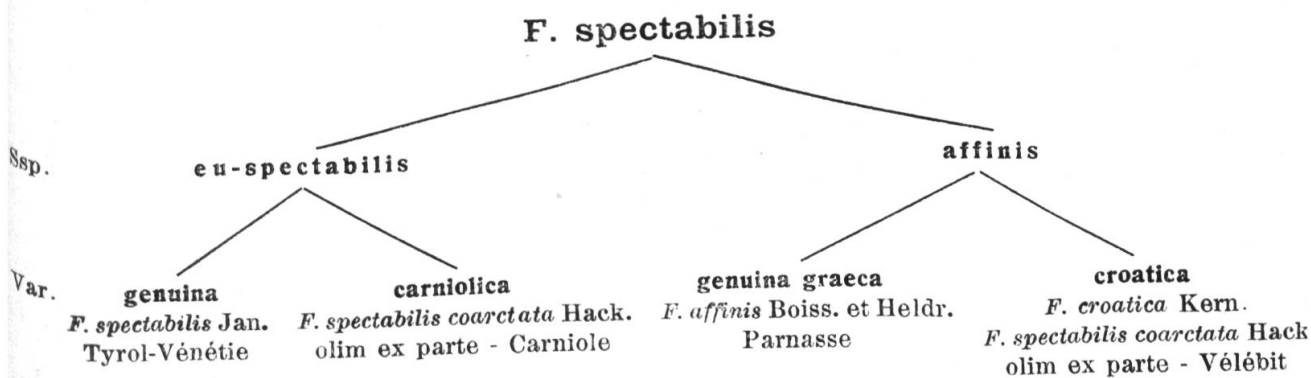 F. spectabilis
Ssp.
eu-spectabilis
affinis
Var.
genuina
F. spectabilis Jan.
Tyrol-Vénétie
carniolica
F. spectabilis coarctata Hack.
olim ex parte - Carniole
genuina graeca
F. affinis Boiss. et Heldr.
Parnasse
croatica
F. croatica Kern.
F. spectabilis coarctata Hack
olim ex parte - Vélébit